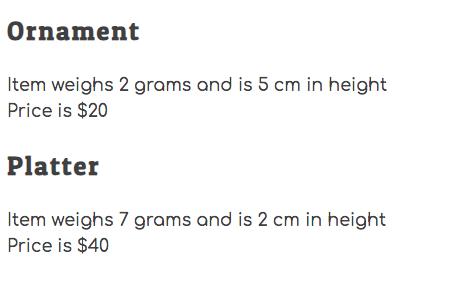 Ornament
Item weighs 2 grams and is 5 cm in height
Price is $20
Platter
Item weighs 7 grams and is 2 cm in height
Price is $40